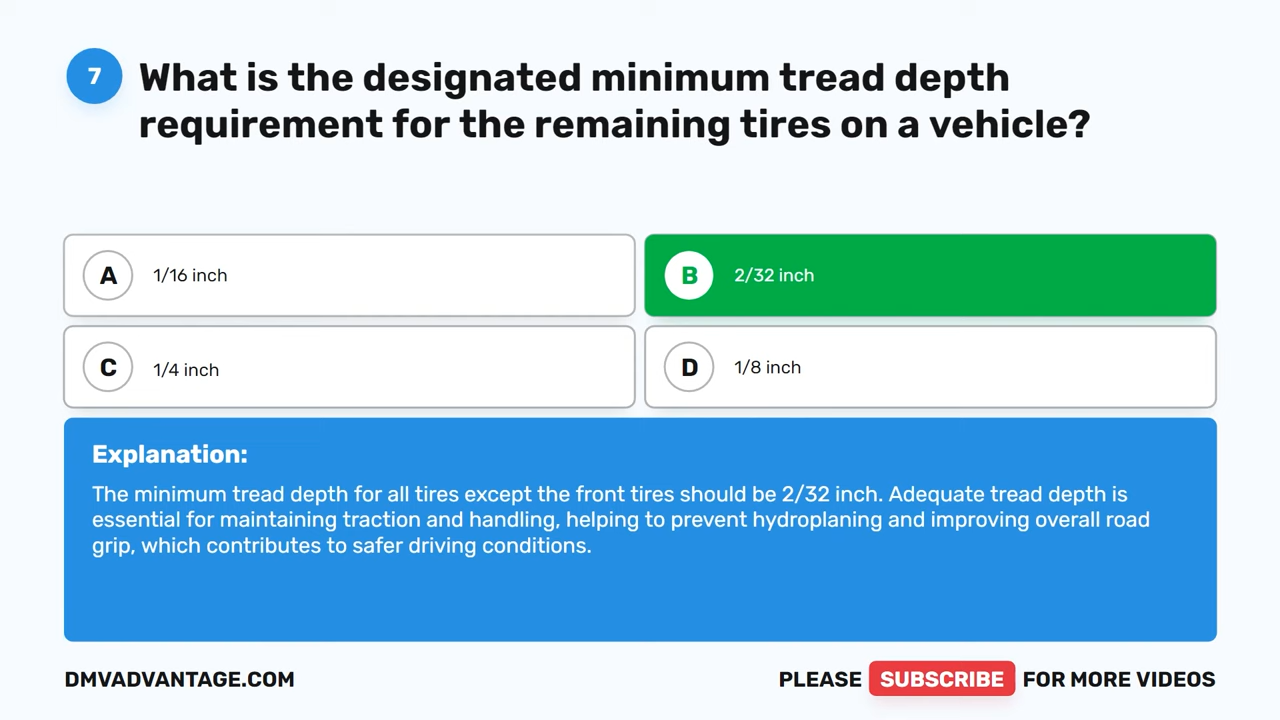 7
What is the designated minimum tread depth
requirement for the remaining tires on a vehicle?
A 1/16 inch
B 2/32 inch
C 1/4 inch
D 1/8 inch
Explanation:
The minimum tread depth for all tires except the front tires should be 2/32 inch. Adequate tread depth is
essential for maintaining traction and handling, helping to prevent hydroplaning and improving overall road
grip, which contributes to safer driving conditions.
DMVADVANTAGE.COM
PLEASE SUBSCRIBE FOR MORE VIDEOS